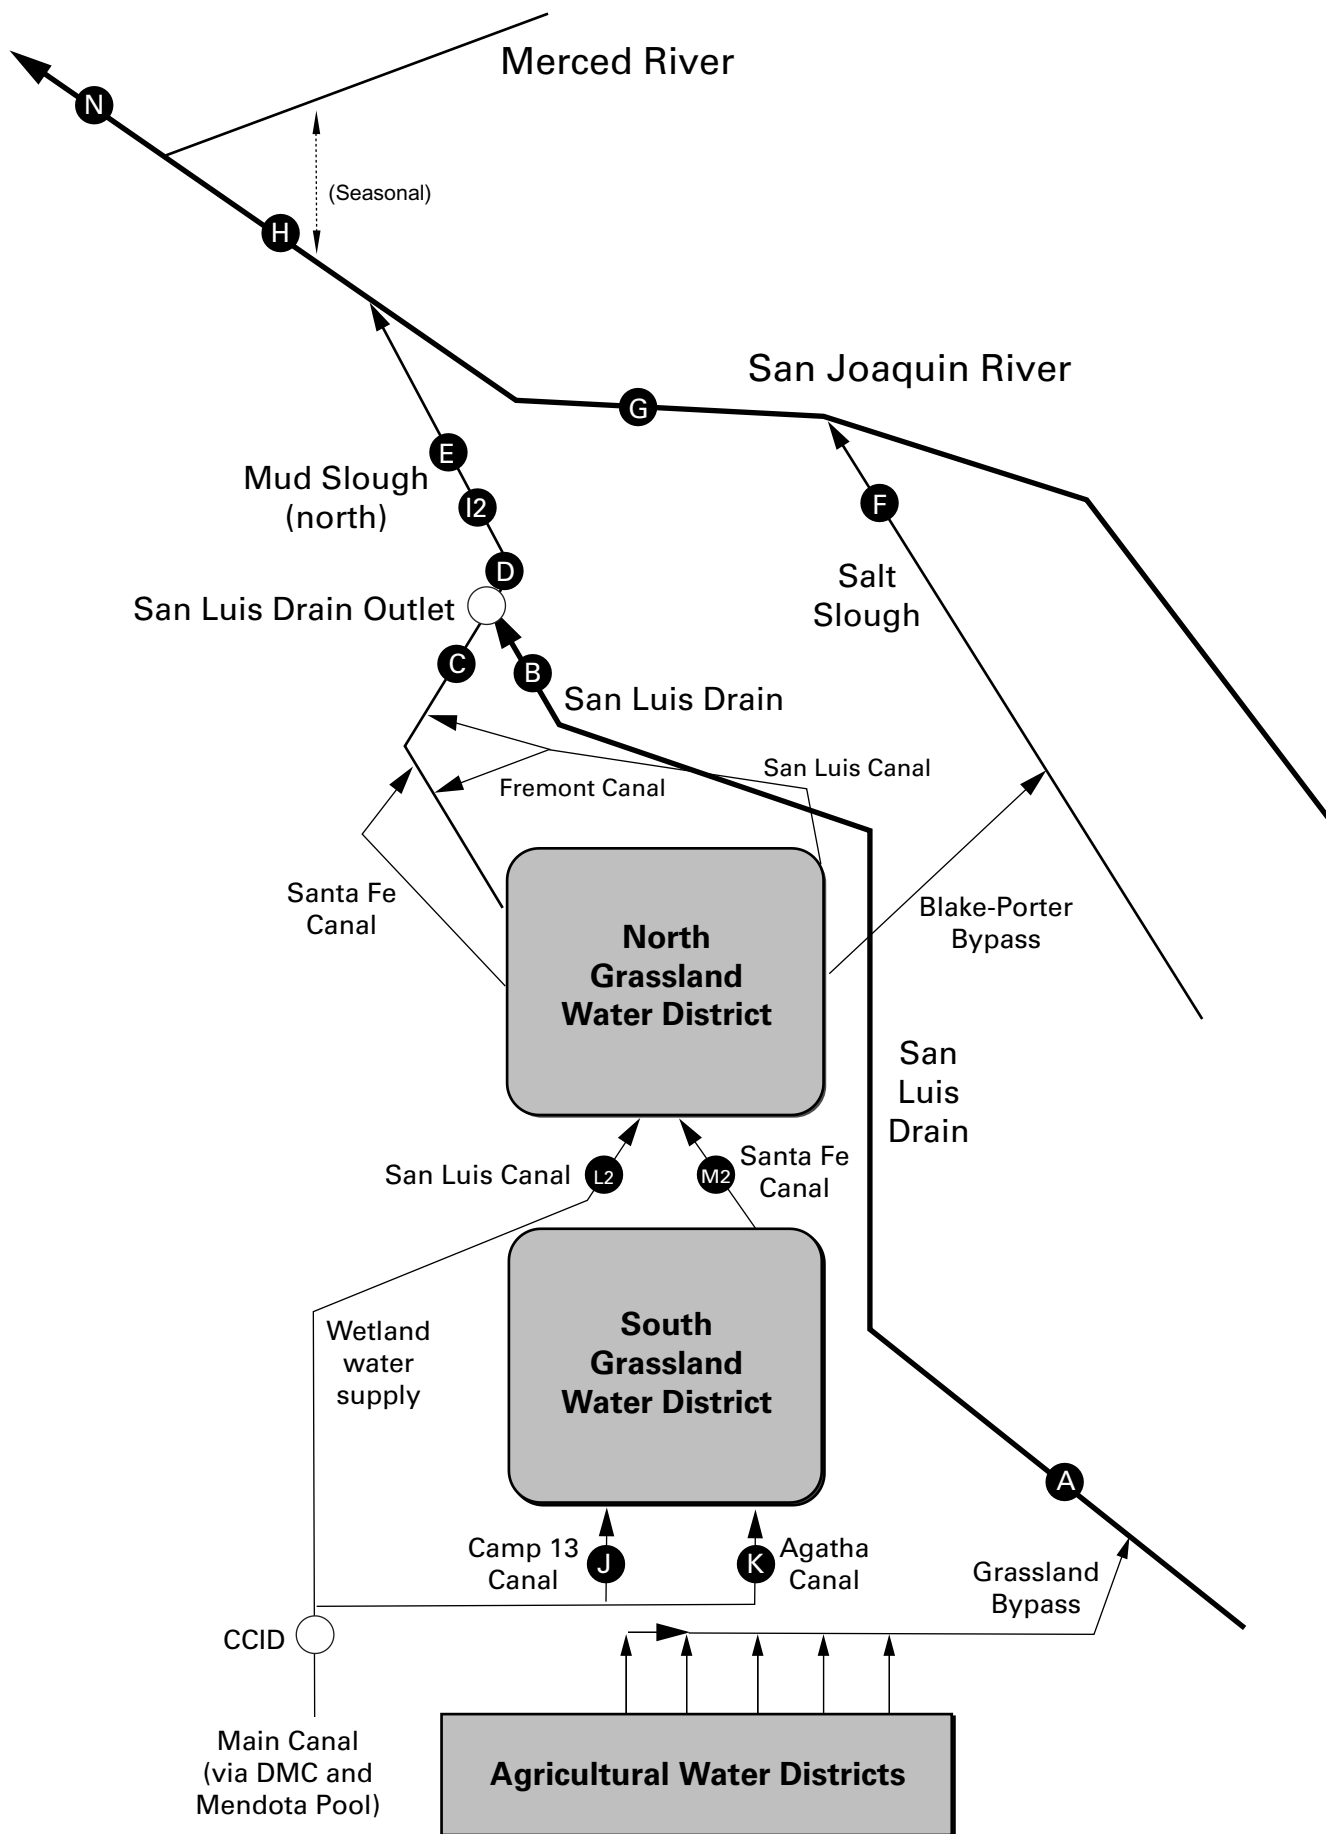 Merced River
N
(Seasonal)
H
San Joaquin River
G
E
Mud Slough
(north)
I2
F
D
Salt
Slough
San Luis Drain Outlet
C
B
San Luis Drain
San Luis Canal
Fremont Canal
Santa Fe
Canal
Blake-Porter
Bypass
North
Grassland
Water District
San
Luis
Drain
San Luis Canal
L2
M2
Santa Fe
Canal
Wetland
water
supply
South
Grassland
Water District
A
Camp 13
Canal
J
K
Agatha
Canal
Grassland
Bypass
CCID
Main Canal
(via DMC and
Mendota Pool)
Agricultural Water Districts